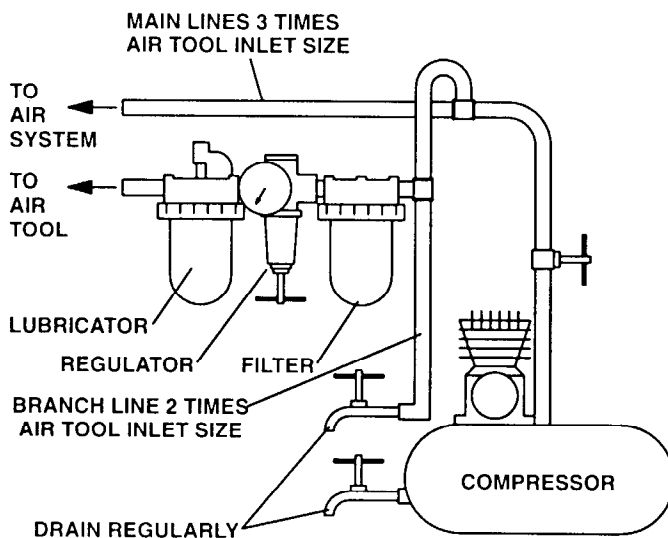 MAIN LINES 3 TIMES
AIR TOOL INLET SIZE
TO
AIR
SYSTEM
TO
AIR
TOOL
LUBRICATOR
REGULATOR
FILTER
BRANCH LINE 2 TIMES
AIR TOOL INLET SIZE
COMPRESSOR
DRAIN REGULARLY